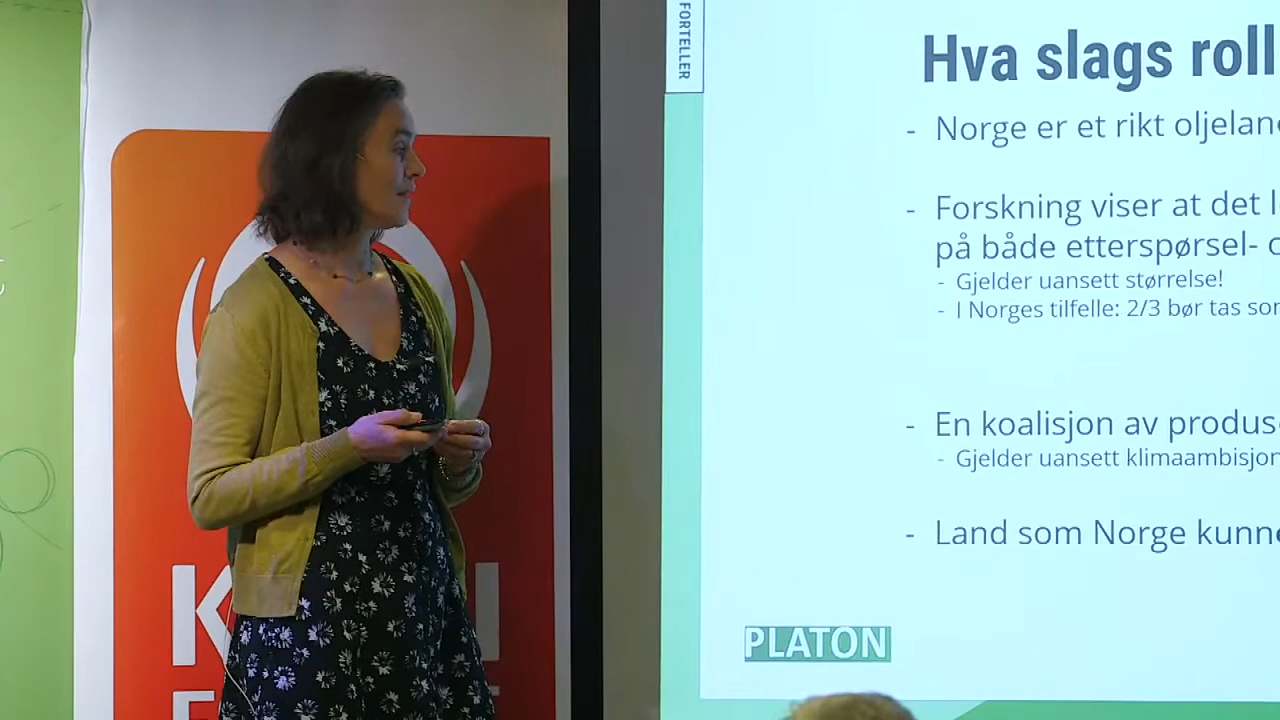 FORTELLER
Hva slags roll
- Norge er et rikt oljelan
- Forskning viser at det l
på både etterspørsel- o
- Gjelder uansett størrelse!
- I Norges tilfelle: 2/3 bør tas som
- En koalisjon av produs
- Gjelder uansett klimaambisjon
- Land som Norge kunne
PLATON